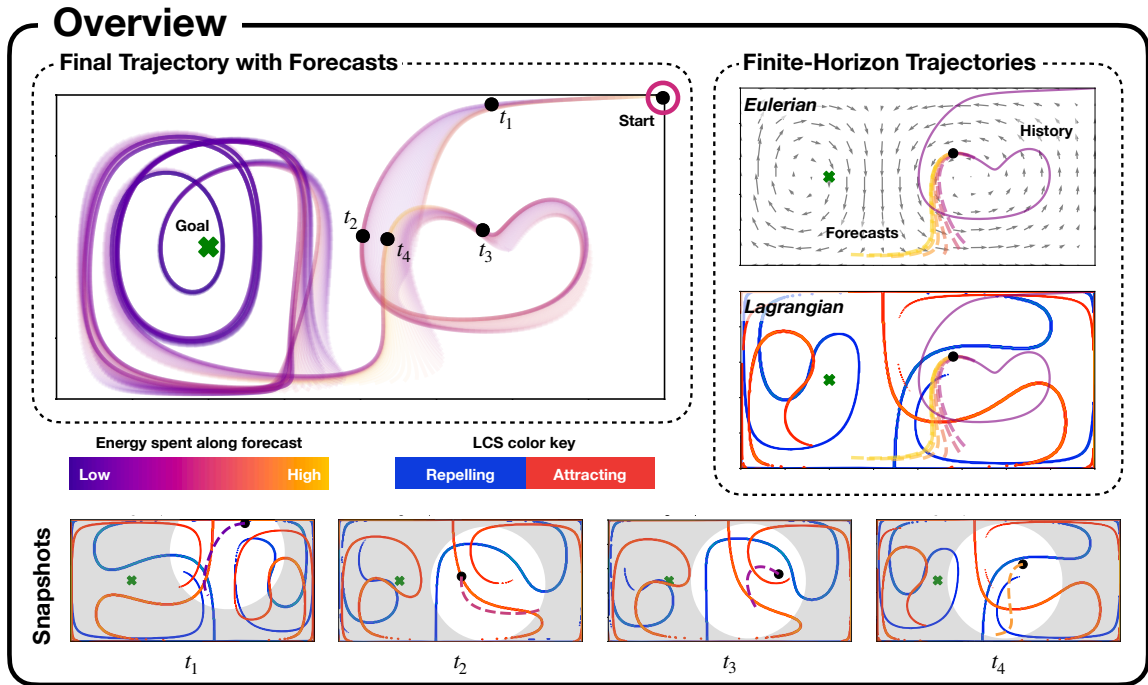 Overview
Final Trajectory with Forecasts
Start
t1
t2
Goal
t4
t3
Finite-Horizon Trajectories
Eulerian
History
Forecasts
Lagrangian
Energy spent along forecast
Low
High
LCS color key
Repelling
Attracting
Snapshots
t1
t2
t3
t4